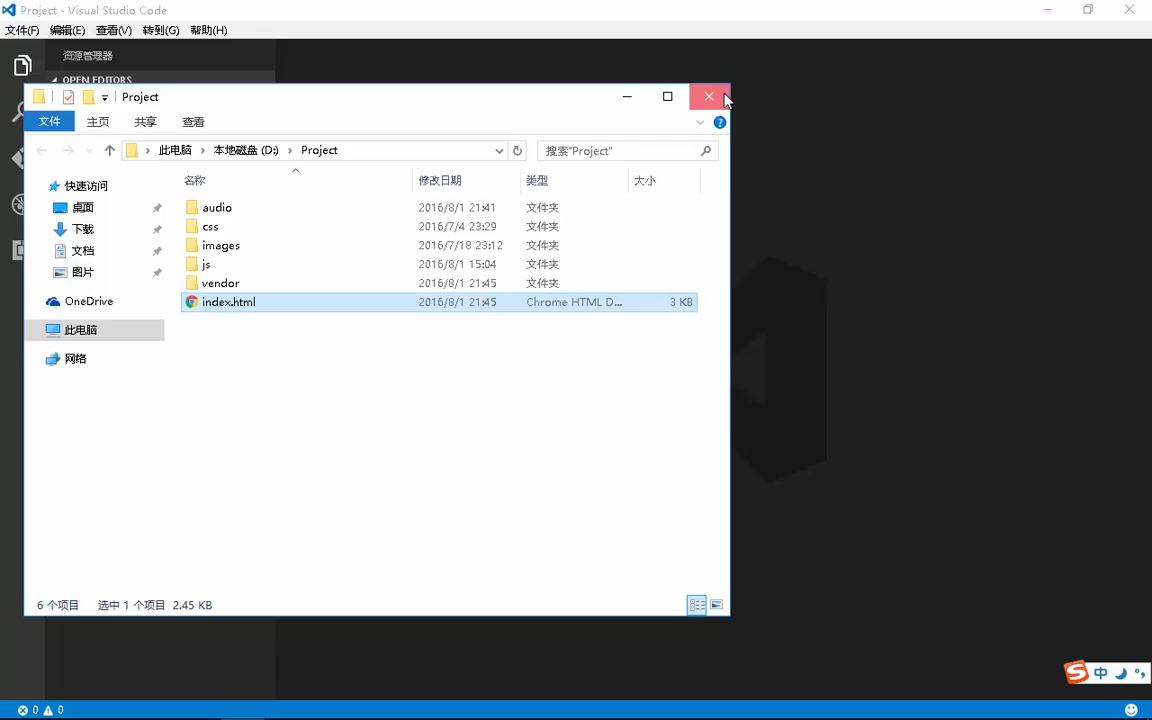 Project - Visual Studio Code
文件(F) 编辑(E) 查看(V) 转到(G) 帮助(H)
资源管理器
OPEN EDITORS
Project
文件 主页 共享 查看
此电脑 本地磁盘 (D:) Project 搜索"Project"
名称 修改日期 类型 大小
快速访问
桌面
下载
文档
图片
OneDrive
此电脑
网络
audio 2016/8/1 21:41 文件夹
css 2016/7/4 23:29 文件夹
images 2016/7/18 23:12 文件夹
js 2016/8/1 15:04 文件夹
vendor 2016/8/1 21:45 文件夹
index.html 2016/8/1 21:45 Chrome HTML D... 3 KB
6 个项目 选中 1 个项目 2.45 KB
S 中
0 0